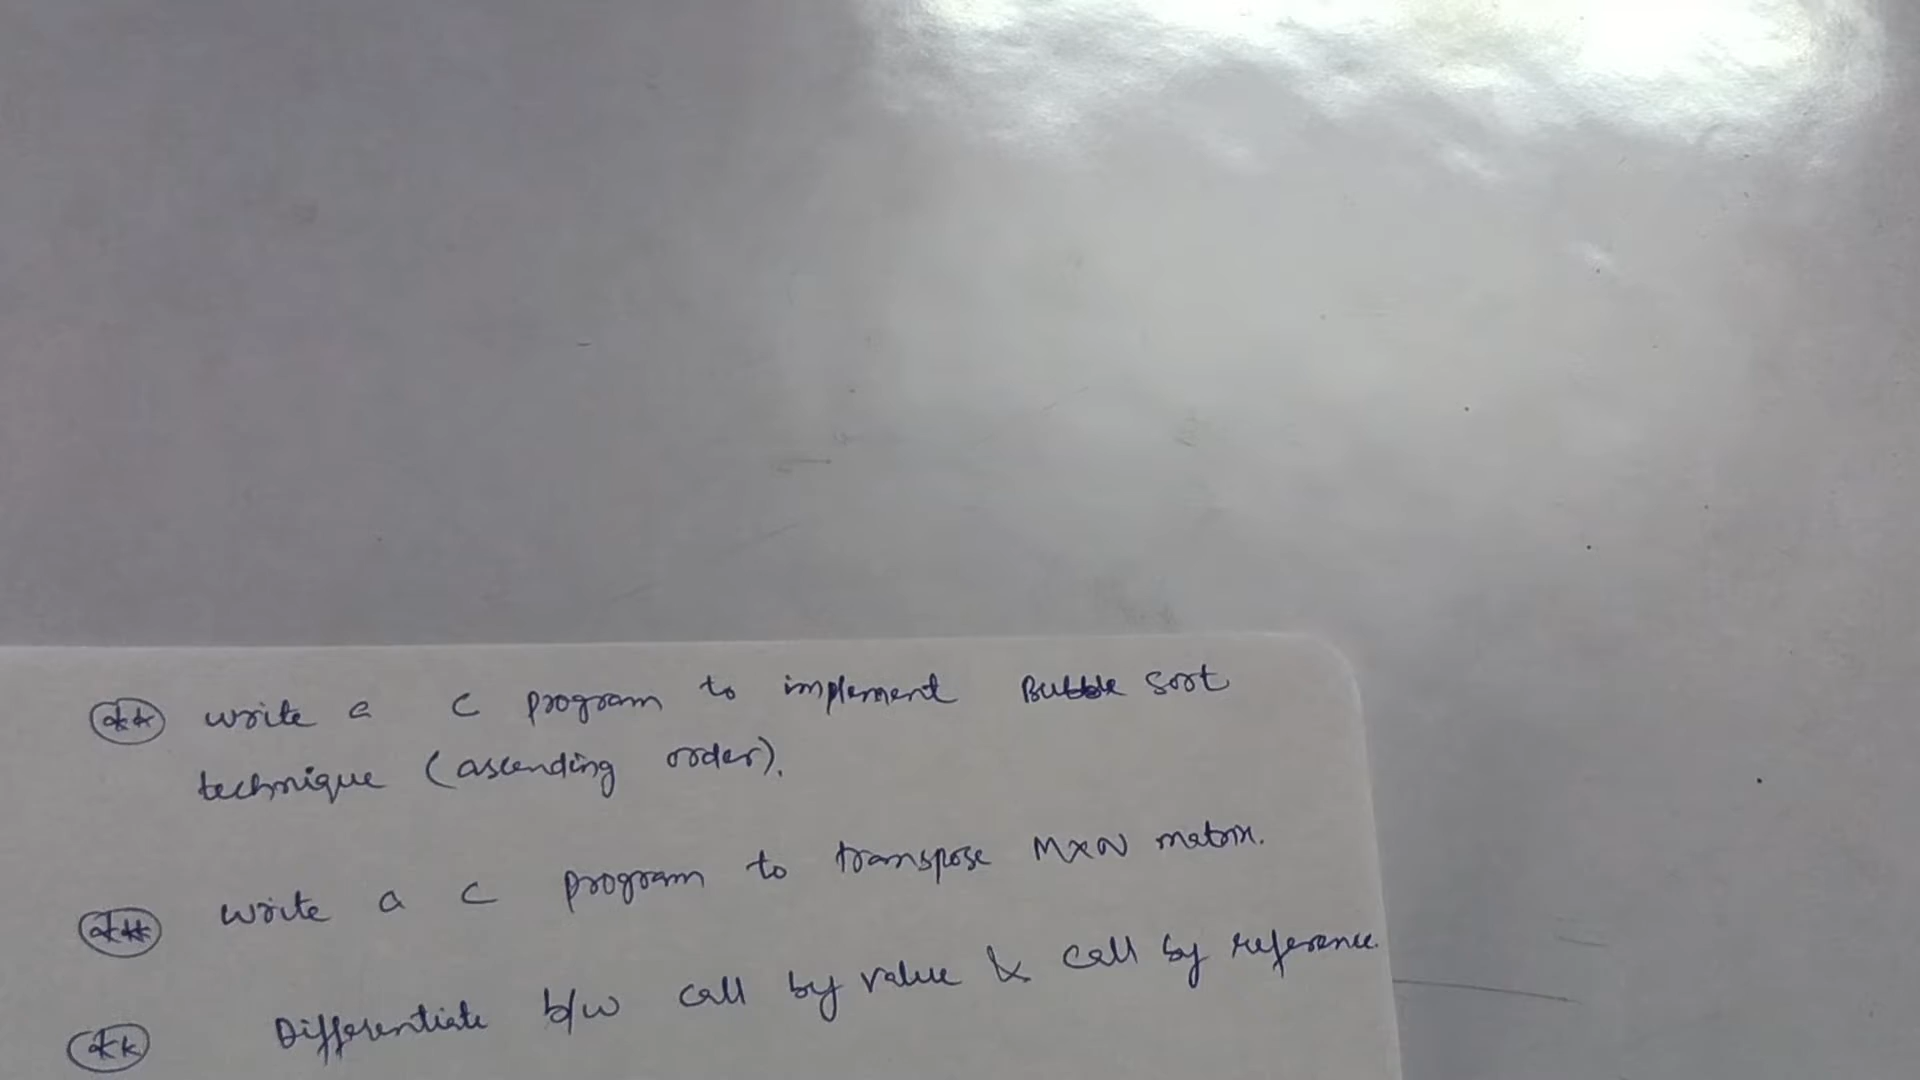 ** write a C program to implement Bubble sort
technique (ascending order).
** write a C program to transpose MxN matrix.
** Differentiate b/w call by value & call by reference.